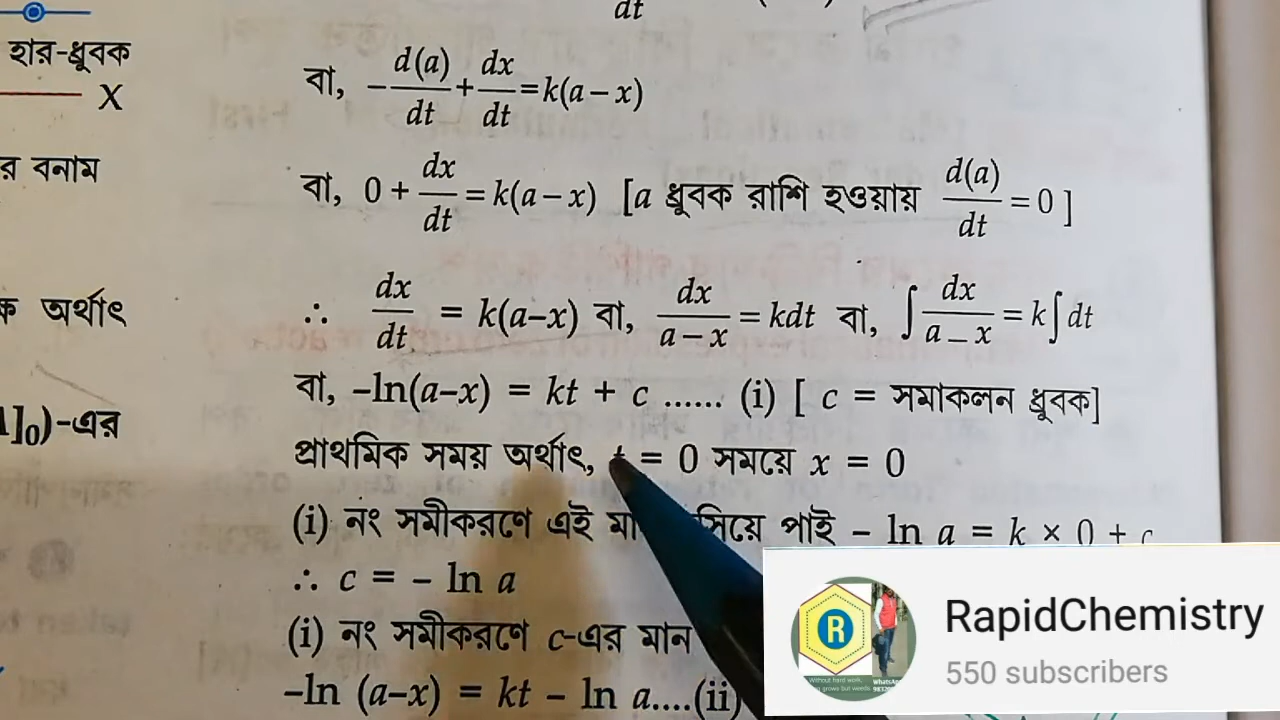 dt
হার-ধ্রুবক
X
র বনাম
ক অর্থাৎ
]₀)-এর
বা, -d(a)/dt + dx/dt = k(a – x)
বা, 0 + dx/dt = k(a – x) [a ধ্রুবক রাশি হওয়ায় d(a)/dt = 0 ]
∴ dx/dt = k(a–x) বা, dx/(a – x) = kdt বা, ∫dx/(a – x) = k∫dt
বা, –ln(a–x) = kt + c ...... (i) [ c = সমাকলন ধ্রুবক]
প্রাথমিক সময় অর্থাৎ, t = 0 সময়ে x = 0
(i) নং সমীকরণে এই মা সিয়ে পাই – ln a = k × 0 + c
∴ c = – ln a
(i) নং সমীকরণে c-এর মান
–ln (a–x) = kt – ln a....(ii)
R
RapidChemistry
550 subscribers